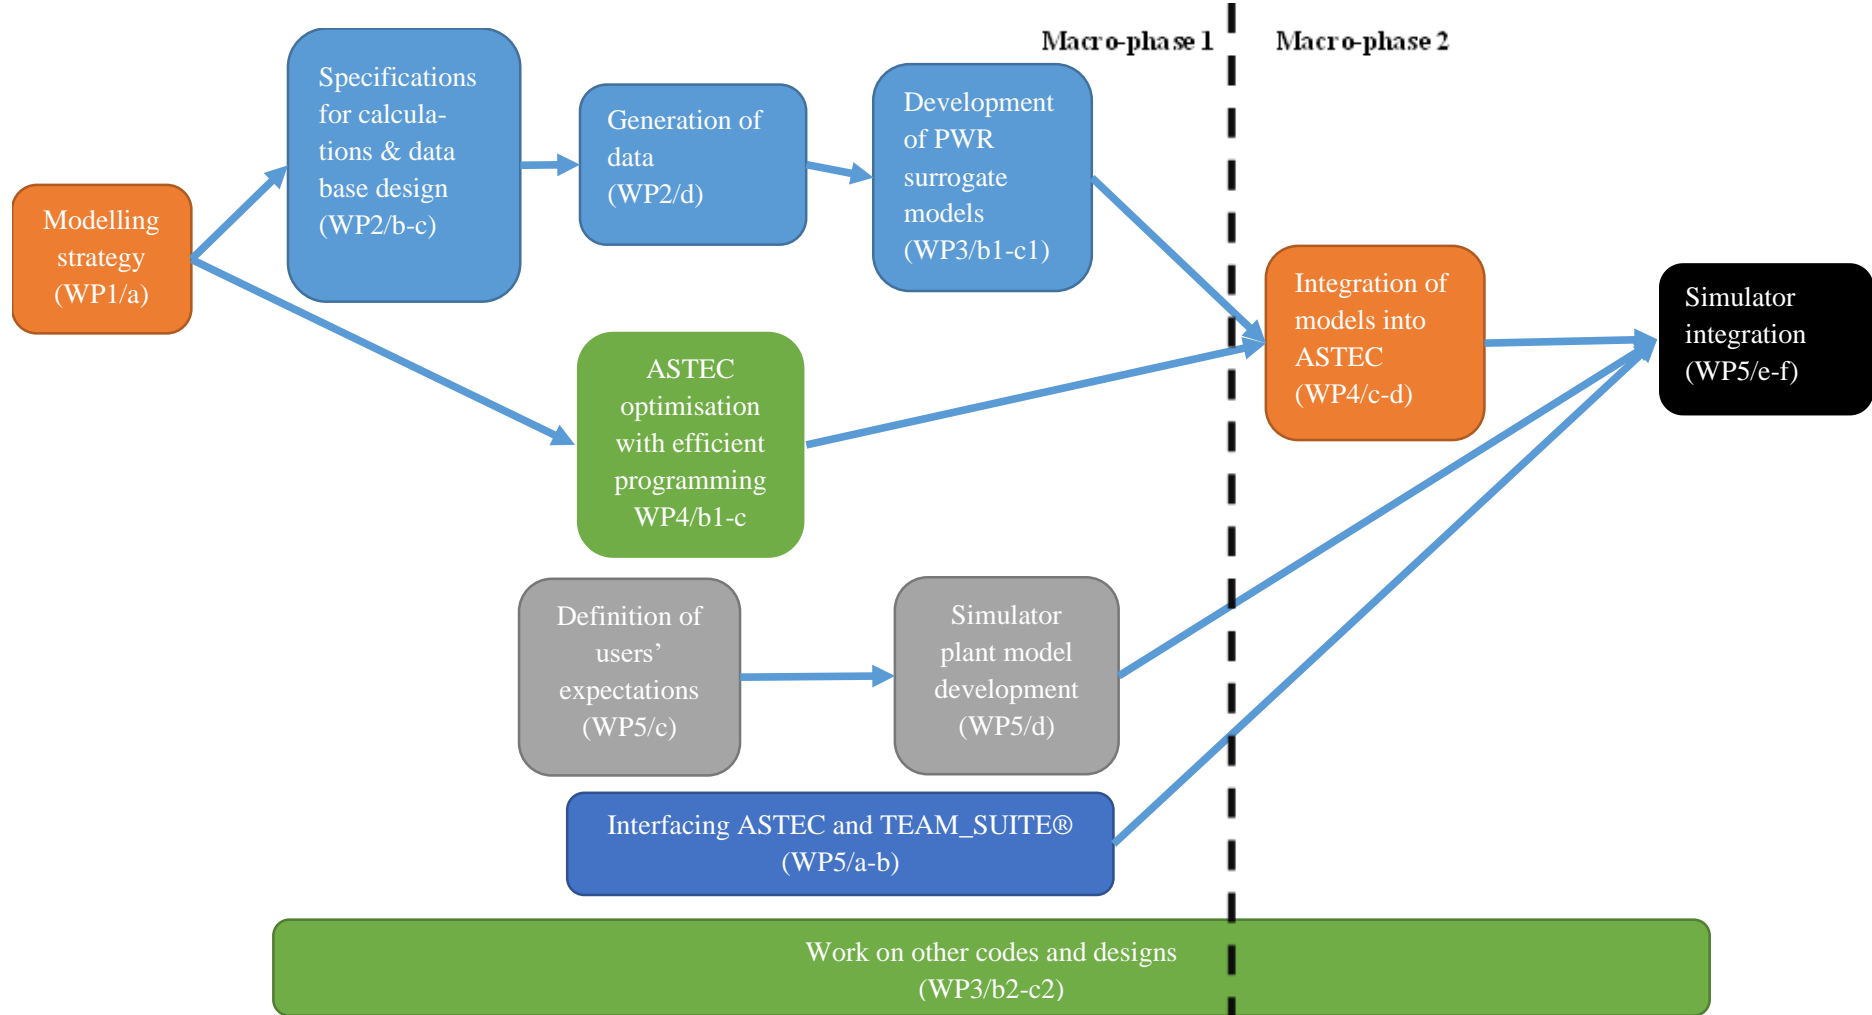 Macro-phase 1
Macro-phase 2
Specifications
for calcula-
tions & data
base design
(WP2/b-c)
Generation of
data
(WP2/d)
Development
of PWR
surrogate
models
(WP3/b1-c1)
Modelling
strategy
(WP1/a)
Integration of
models into
ASTEC
(WP4/c-d)
Simulator
integration
(WP5/e-f)
ASTEC
optimisation
with efficient
programming
WP4/b1-c
Definition of
users’
expectations
(WP5/c)
Simulator
plant model
development
(WP5/d)
Interfacing ASTEC and TEAM_SUITE®
(WP5/a-b)
Work on other codes and designs
(WP3/b2-c2)